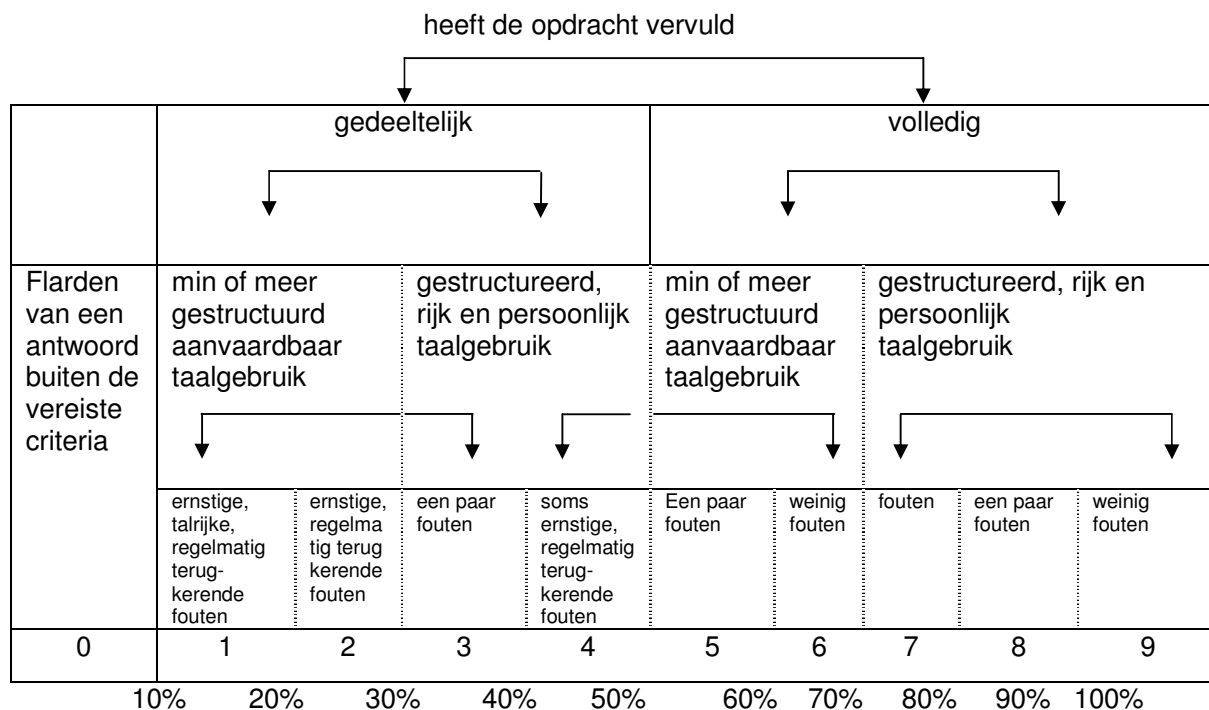 heeft de opdracht vervuld
gedeeltelijk
volledig
Flarden
van een
antwoord
buiten de
vereiste
criteria
min of meer
gestructuurd
aanvaardbaar
taalgebruik
gestructureerd,
rijk en persoonlijk
taalgebruik
min of meer
gestructuurd
aanvaardbaar
taalgebruik
gestructureerd, rijk en
persoonlijk
taalgebruik
ernstige,
talrijke,
regelmatig
terug-
kerende
fouten
ernstige,
regelma
tig terug
kerende
fouten
een paar
fouten
soms
ernstige,
regelmatig
terug-
kerende
fouten
Een paar
fouten
weinig
fouten
fouten
een paar
fouten
weinig
fouten
0 1 2 3 4 5 6 7 8 9
10% 20% 30% 40% 50% 60% 70% 80% 90% 100%